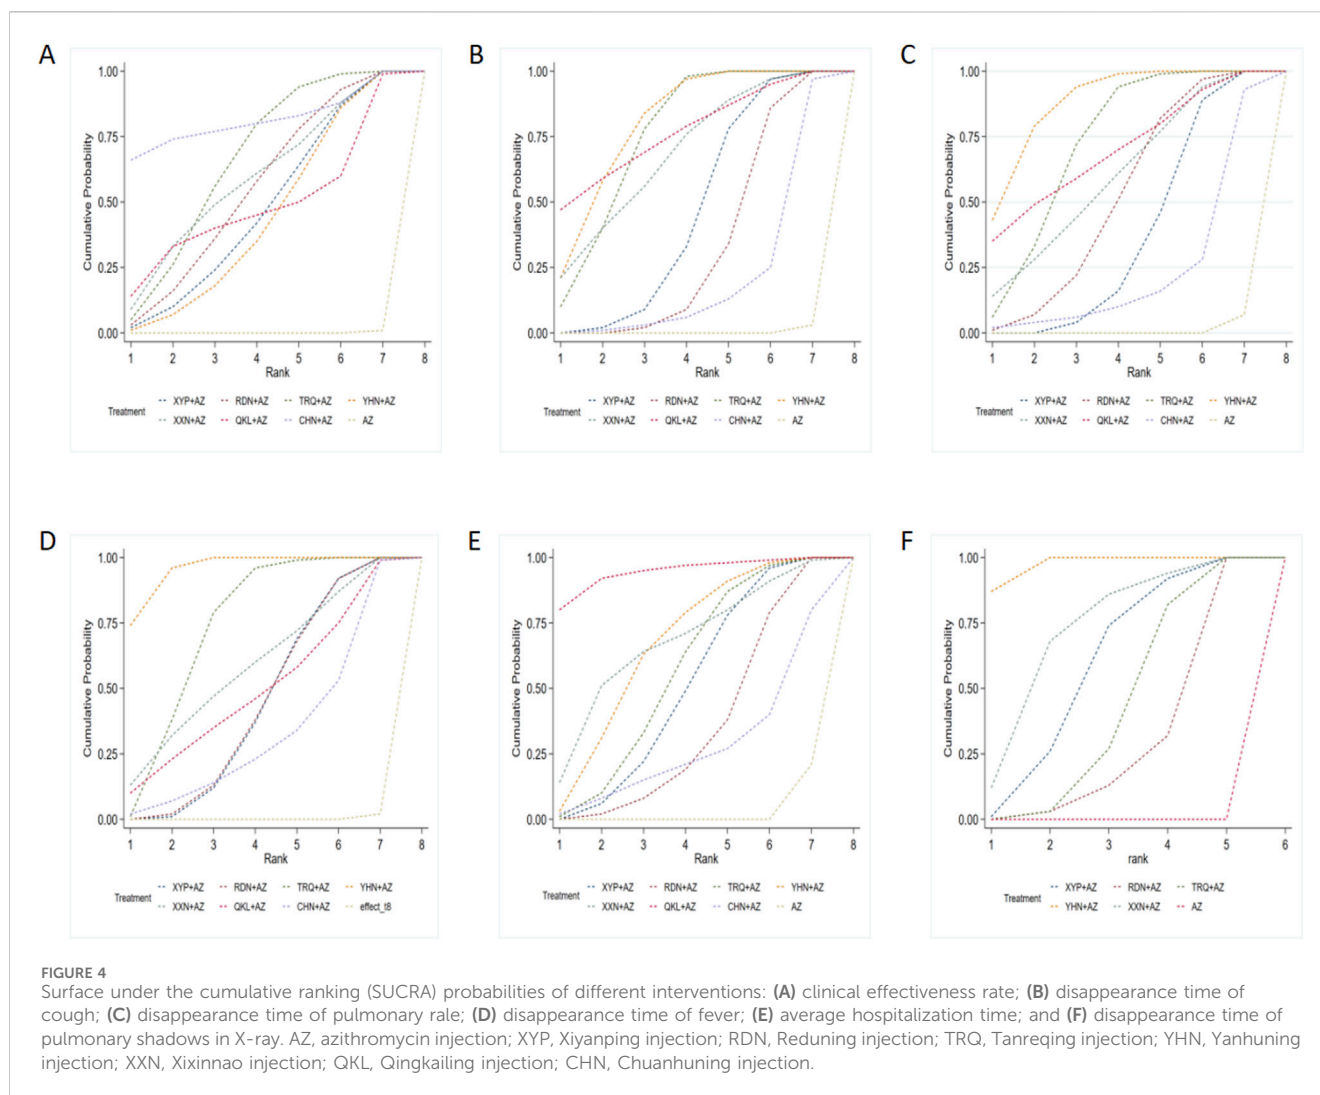 A
B
C
1.00
0.75
0.50
0.25
0.00
Cumulative Probability
1 2 3 4 5 6 7 8
Rank
Treatment
XYP+AZ RDN+AZ TRQ+AZ YHN+AZ
XXN+AZ QKL+AZ CHN+AZ AZ
1.00
0.75
0.50
0.25
0.00
Cumulative Probability
1 2 3 4 5 6 7 8
Rank
Treatment
XYP+AZ RDN+AZ TRQ+AZ YHN+AZ
XXN+AZ QKL+AZ CHN+AZ AZ
1.00
0.75
0.50
0.25
0.00
Cumulative Probability
1 2 3 4 5 6 7 8
Rank
Treatment
XYP+AZ RDN+AZ TRQ+AZ YHN+AZ
XXN+AZ QKL+AZ CHN+AZ AZ
D
E
F
1.00
0.75
0.50
0.25
0.00
Cumulative Probability
1 2 3 4 5 6 7 8
Rank
Treatment
XYP+AZ RDN+AZ TRQ+AZ YHN+AZ
XXN+AZ QKL+AZ CHN+AZ effect_t8
1.00
0.75
0.50
0.25
0.00
Cumulative Probability
1 2 3 4 5 6 7 8
Rank
Treatment
XYP+AZ RDN+AZ TRQ+AZ YHN+AZ
XXN+AZ QKL+AZ CHN+AZ AZ
1.00
0.75
0.50
0.25
0.00
Cumulative Probability
1 2 3 4 5 6
rank
Treatment
XYP+AZ RDN+AZ TRQ+AZ
YHN+AZ XXN+AZ AZ
FIGURE 4
Surface under the cumulative ranking (SUCRA) probabilities of different interventions: (A) clinical effectiveness rate; (B) disappearance time of
cough; (C) disappearance time of pulmonary rale; (D) disappearance time of fever; (E) average hospitalization time; and (F) disappearance time of
pulmonary shadows in X-ray. AZ, azithromycin injection; XYP, Xiyanping injection; RDN, Reduning injection; TRQ, Tanreqing injection; YHN, Yanhuning
injection; XXN, Xixinnao injection; QKL, Qingkailing injection; CHN, Chuanhuning injection.